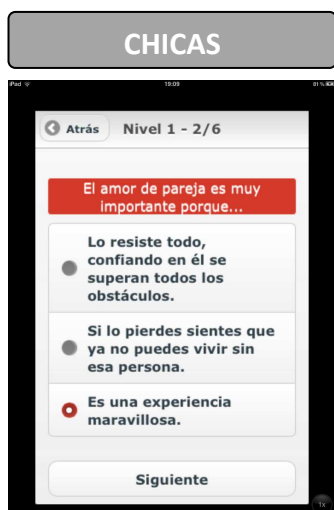 CHICAS
iPad
19:09
81 %
Atrás
Nivel 1 - 2/6
El amor de pareja es muy
importante porque...
Lo resiste todo,
confiando en él se
superan todos los
obstáculos.
Si lo pierdes sientes que
ya no puedes vivir sin
esa persona.
Es una experiencia
maravillosa.
Siguiente
1x